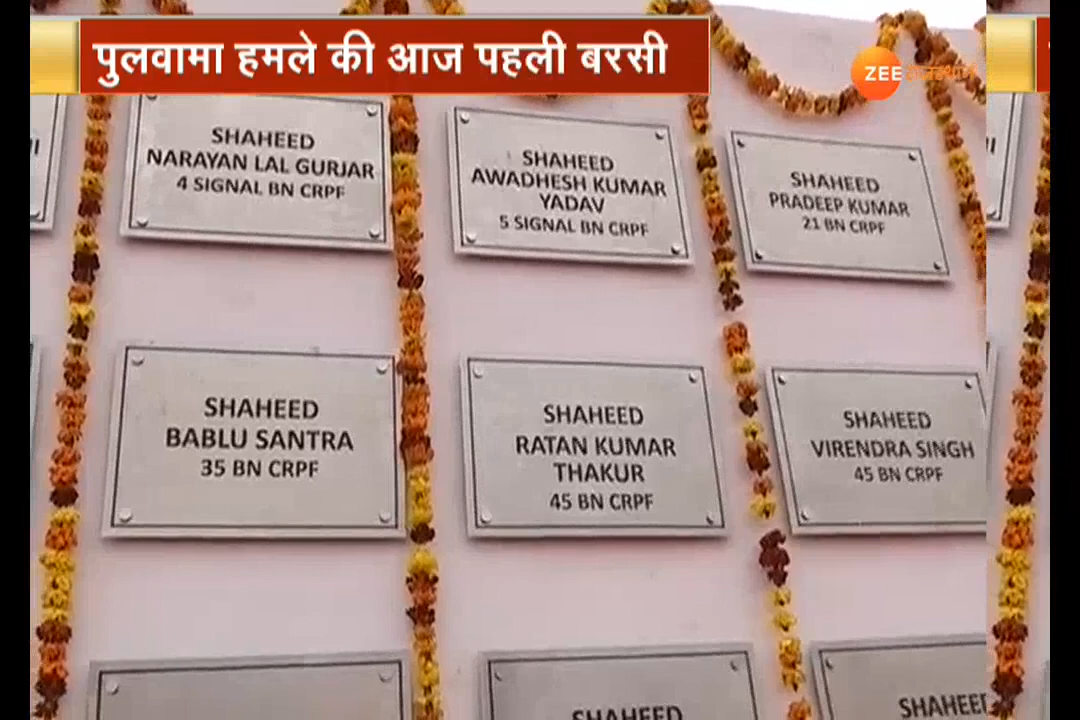 पुलवामा हमले की आज पहली बरसी
ZEE राजस्थान
SHAHEED
NARAYAN LAL GURJAR
4 SIGNAL BN CRPF
SHAHEED
AWADHESH KUMAR
YADAV
5 SIGNAL BN CRPF
SHAHEED
PRADEEP KUMAR
21 BN CRPF
SHAHEED
BABLU SANTRA
35 BN CRPF
SHAHEED
RATAN KUMAR
THAKUR
45 BN CRPF
SHAHEED
VIRENDRA SINGH
45 BN CRPF
SHAHEED
SHAHEED